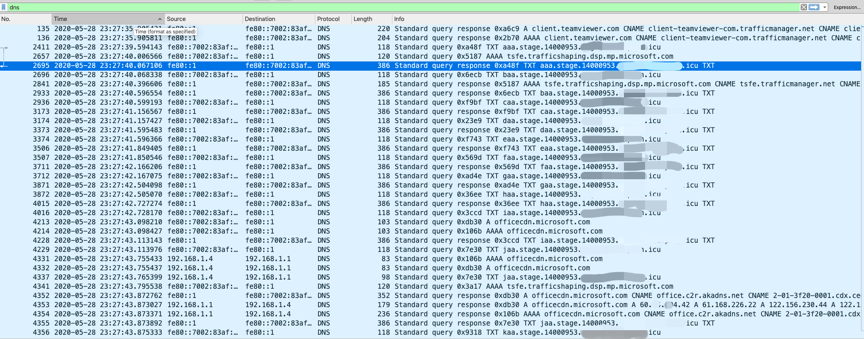 dns
Expression...
No. Time Source Destination Protocol Length Info
Time (format as specified)
135 2020-05-28 23:27:35. fe80::1 fe80::7002:83af:… DNS 220 Standard query response 0xa6c9 A client.teamviewer.com CNAME client-teamviewer-com.trafficmanager.net CNAME clie
136 2020-05-28 23:27:35.905811 fe80::1 fe80::7002:83af:… DNS 164 Standard query response 0x2b70 AAAA client.teamviewer.com CNAME client-teamviewer-com.trafficmanager.net CNAME cl
2411 2020-05-28 23:27:39.594143 fe80::7002:83af:… fe80::1 DNS 118 Standard query 0xa48f TXT aaa.stage.14000953. .icu
2657 2020-05-28 23:27:40.006566 fe80::7002:83af:… fe80::1 DNS 120 Standard query 0x5187 AAAA tsfe.trafficshaping.dsp.mp.microsoft.com
2695 2020-05-28 23:27:40.067106 fe80::1 fe80::7002:83af:… DNS 386 Standard query response 0xa48f TXT aaa.stage.14000953. .icu TXT
2696 2020-05-28 23:27:40.068338 fe80::7002:83af:… fe80::1 DNS 118 Standard query 0x6ecb TXT baa.stage.14000953. .icu
2841 2020-05-28 23:27:40.396606 fe80::1 fe80::7002:83af:… DNS 185 Standard query response 0x5187 AAAA tsfe.trafficshaping.dsp.mp.microsoft.com CNAME tsfe.trafficmanager.net CNAME
2933 2020-05-28 23:27:40.596554 fe80::1 fe80::7002:83af:… DNS 386 Standard query response 0x6ecb TXT baa.stage.14000953. .icu TXT
2936 2020-05-28 23:27:40.599193 fe80::7002:83af:… fe80::1 DNS 118 Standard query 0xf9bf TXT caa.stage.14000953. .icu
3173 2020-05-28 23:27:41.156567 fe80::1 fe80::7002:83af:… DNS 386 Standard query response 0xf9bf TXT caa.stage.14000953. .icu TXT
3174 2020-05-28 23:27:41.157427 fe80::7002:83af:… fe80::1 DNS 118 Standard query 0x23e9 TXT daa.stage.14000953. .icu
3373 2020-05-28 23:27:41.595483 fe80::1 fe80::7002:83af:… DNS 386 Standard query response 0x23e9 TXT daa.stage.14000953. .icu TXT
3374 2020-05-28 23:27:41.596366 fe80::7002:83af:… fe80::1 DNS 118 Standard query 0xf743 TXT eaa.stage.14000953. .icu
3506 2020-05-28 23:27:41.849405 fe80::1 fe80::7002:83af:… DNS 386 Standard query response 0xf743 TXT eaa.stage.14000953. .icu TXT
3507 2020-05-28 23:27:41.850546 fe80::7002:83af:… fe80::1 DNS 118 Standard query 0x569d TXT faa.stage.14000953. .icu
3711 2020-05-28 23:27:42.166206 fe80::1 fe80::7002:83af:… DNS 386 Standard query response 0x569d TXT faa.stage.14000953. .icu TXT
3712 2020-05-28 23:27:42.167075 fe80::7002:83af:… fe80::1 DNS 118 Standard query 0xad4e TXT gaa.stage.14000953. .icu
3871 2020-05-28 23:27:42.504098 fe80::1 fe80::7002:83af:… DNS 386 Standard query response 0xad4e TXT gaa.stage.14000953. .icu TXT
3872 2020-05-28 23:27:42.505070 fe80::7002:83af:… fe80::1 DNS 118 Standard query 0x36ee TXT haa.stage.14000953. .icu
4015 2020-05-28 23:27:42.727274 fe80::1 fe80::7002:83af:… DNS 386 Standard query response 0x36ee TXT haa.stage.14000953. .icu TXT
4016 2020-05-28 23:27:42.728170 fe80::7002:83af:… fe80::1 DNS 118 Standard query 0x3ccd TXT iaa.stage.14000953. .icu
4213 2020-05-28 23:27:43.098210 fe80::7002:83af:… fe80::1 DNS 103 Standard query 0xdb30 A officecdn.microsoft.com
4214 2020-05-28 23:27:43.098427 fe80::7002:83af:… fe80::1 DNS 103 Standard query 0x106b AAAA officecdn.microsoft.com
4228 2020-05-28 23:27:43.113143 fe80::1 fe80::7002:83af:… DNS 386 Standard query response 0x3ccd TXT iaa.stage.14000953. .icu TXT
4229 2020-05-28 23:27:43.113976 fe80::7002:83af:… fe80::1 DNS 118 Standard query 0x7e30 TXT jaa.stage.14000953. .icu
4331 2020-05-28 23:27:43.755433 192.168.1.4 192.168.1.1 DNS 83 Standard query 0x106b AAAA officecdn.microsoft.com
4332 2020-05-28 23:27:43.755437 192.168.1.4 192.168.1.1 DNS 83 Standard query 0xdb30 A officecdn.microsoft.com
4337 2020-05-28 23:27:43.765399 192.168.1.4 192.168.1.1 DNS 98 Standard query 0x7e30 TXT jaa.stage.14000953. .icu
4341 2020-05-28 23:27:43.795538 fe80::7002:83af:… fe80::1 DNS 120 Standard query 0x3a17 AAAA tsfe.trafficshaping.dsp.mp.microsoft.com
4352 2020-05-28 23:27:43.872762 fe80::1 fe80::7002:83af:… DNS 352 Standard query response 0xdb30 A officecdn.microsoft.com CNAME office.c2r.akadns.net CNAME 2-01-3f20-0001.cdx.ce
4353 2020-05-28 23:27:43.873027 192.168.1.1 192.168.1.4 DNS 179 Standard query response 0xdb30 A officecdn.microsoft.com A 60. .42 A 61.168.226.22 A 122.156.230.44 A 122.1
4354 2020-05-28 23:27:43.873371 192.168.1.1 192.168.1.4 DNS 236 Standard query response 0x106b AAAA officecdn.microsoft.com CNAME office.c2r.akadns.net CNAME 2-01-3f20-0001.cdx.c
4355 2020-05-28 23:27:43.873892 fe80::1 fe80::7002:83af:… DNS 386 Standard query response 0x7e30 TXT jaa.stage.14000953. .icu TXT
4356 2020-05-28 23:27:43.875333 fe80::7002:83af:… fe80::1 DNS 118 Standard query 0x9318 TXT kaa.stage.14000953. .icu